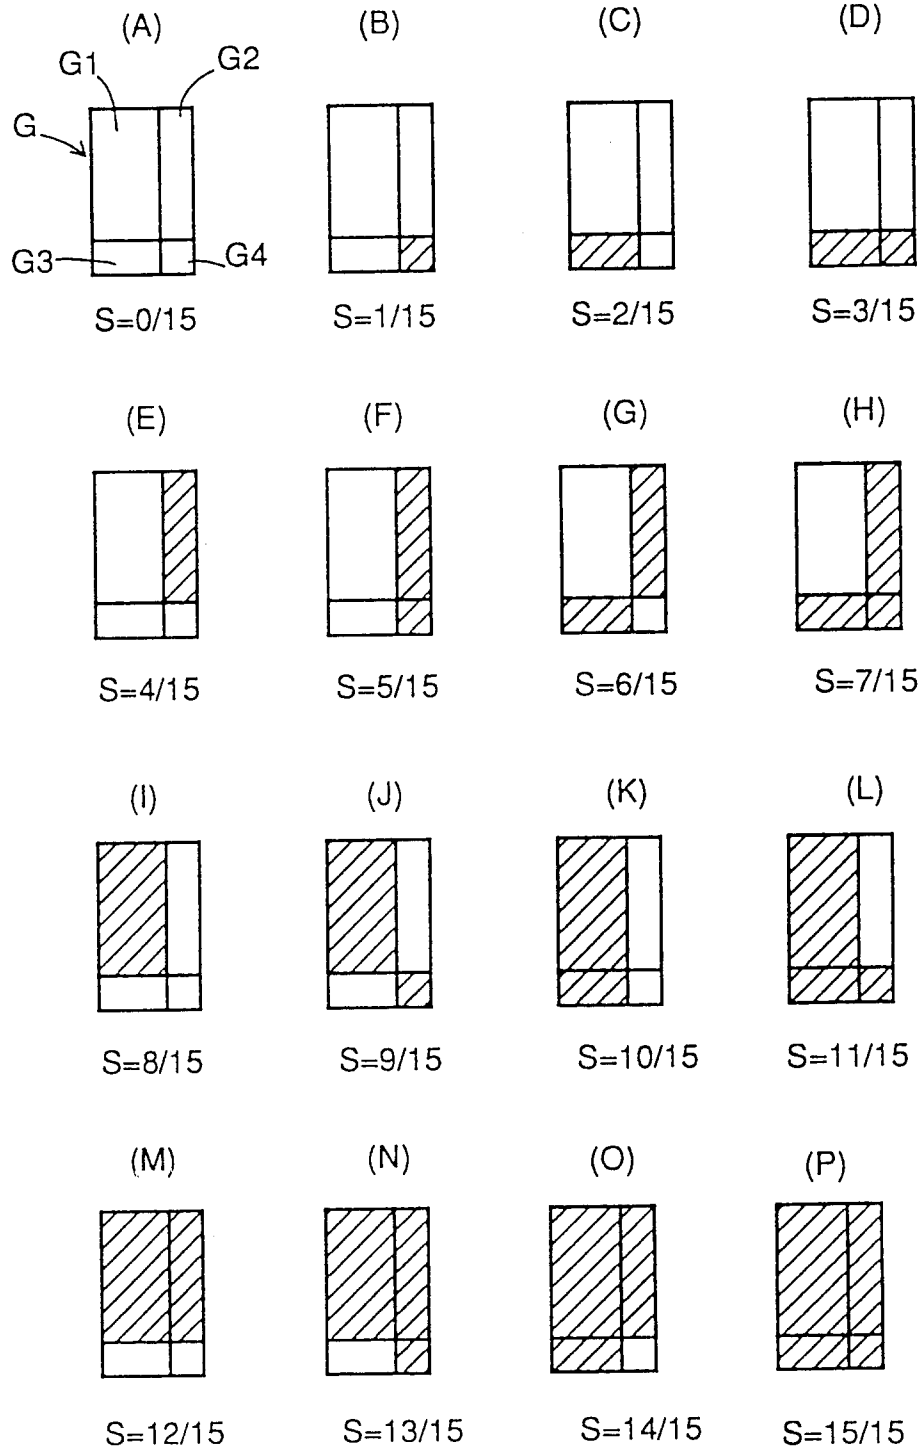 (A) (B) (C) (D)
G1 G2
G
G3 G4
S=0/15 S=1/15 S=2/15 S=3/15
(E) (F) (G) (H)
S=4/15 S=5/15 S=6/15 S=7/15
(I) (J) (K) (L)
S=8/15 S=9/15 S=10/15 S=11/15
(M) (N) (O) (P)
S=12/15 S=13/15 S=14/15 S=15/15